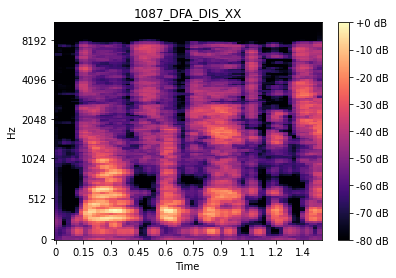 1087_DFA_DIS_XX
Hz
8192
4096
2048
1024
512
0
0 0.15 0.3 0.45 0.6 0.75 0.9 1.1 1.2 1.4
Time
+0 dB
-10 dB
-20 dB
-30 dB
-40 dB
-50 dB
-60 dB
-70 dB
-80 dB